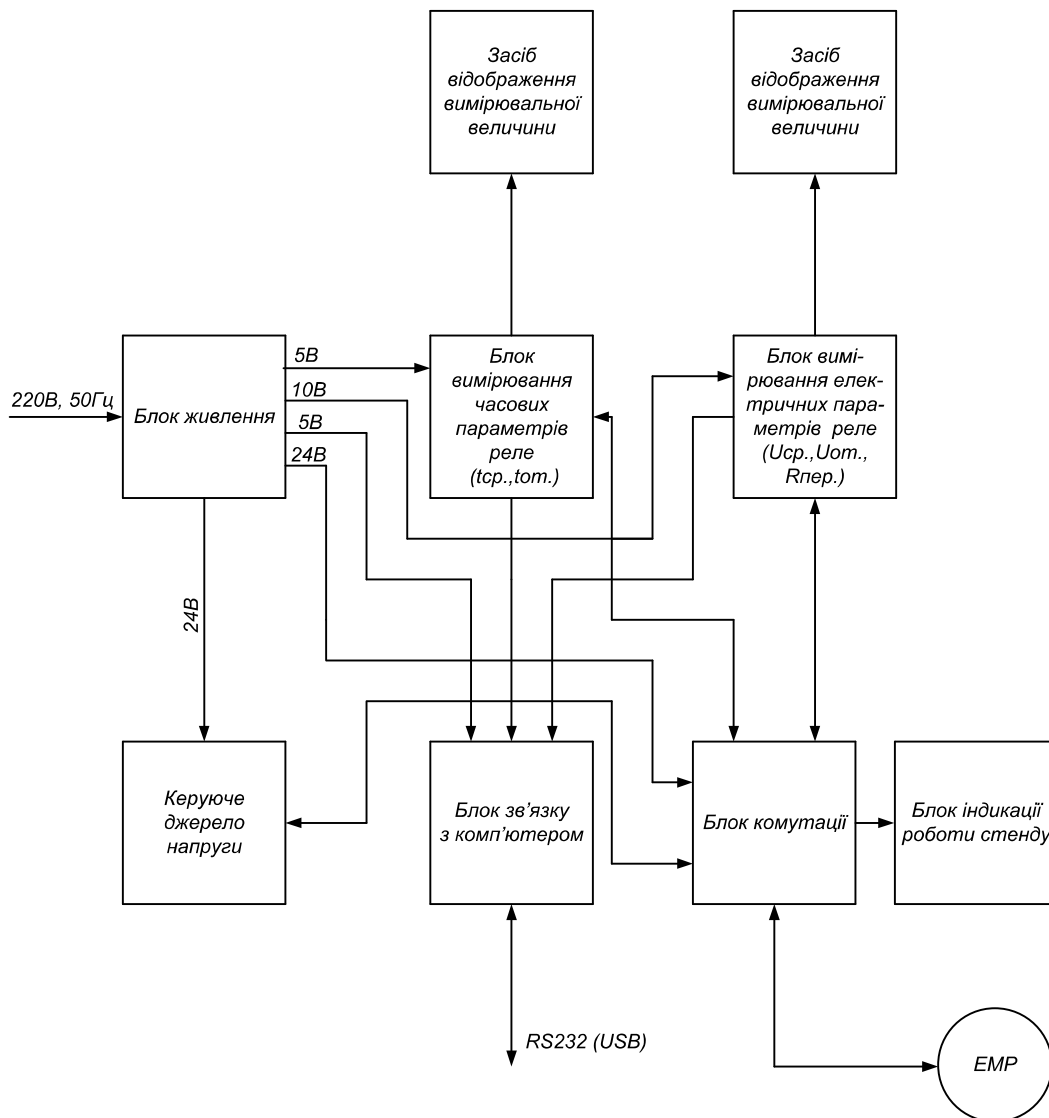 Засіб
відображення
вимірювальної
величини
Засіб
відображення
вимірювальної
величини
220В, 50Гц
Блок живлення
5В
10В
5В
24В
Блок
вимірювання
часових
параметрів
реле
(tср.,tот.)
Блок вимі-
рювання елек-
тричних пара-
метрів реле
(Uср.,Uот.,
Rпер.)
24В
Керуюче
джерело
напруги
Блок зв’язку
з комп’ютером
Блок комутації
Блок індикації
роботи стенду
RS232 (USB)
ЕМР